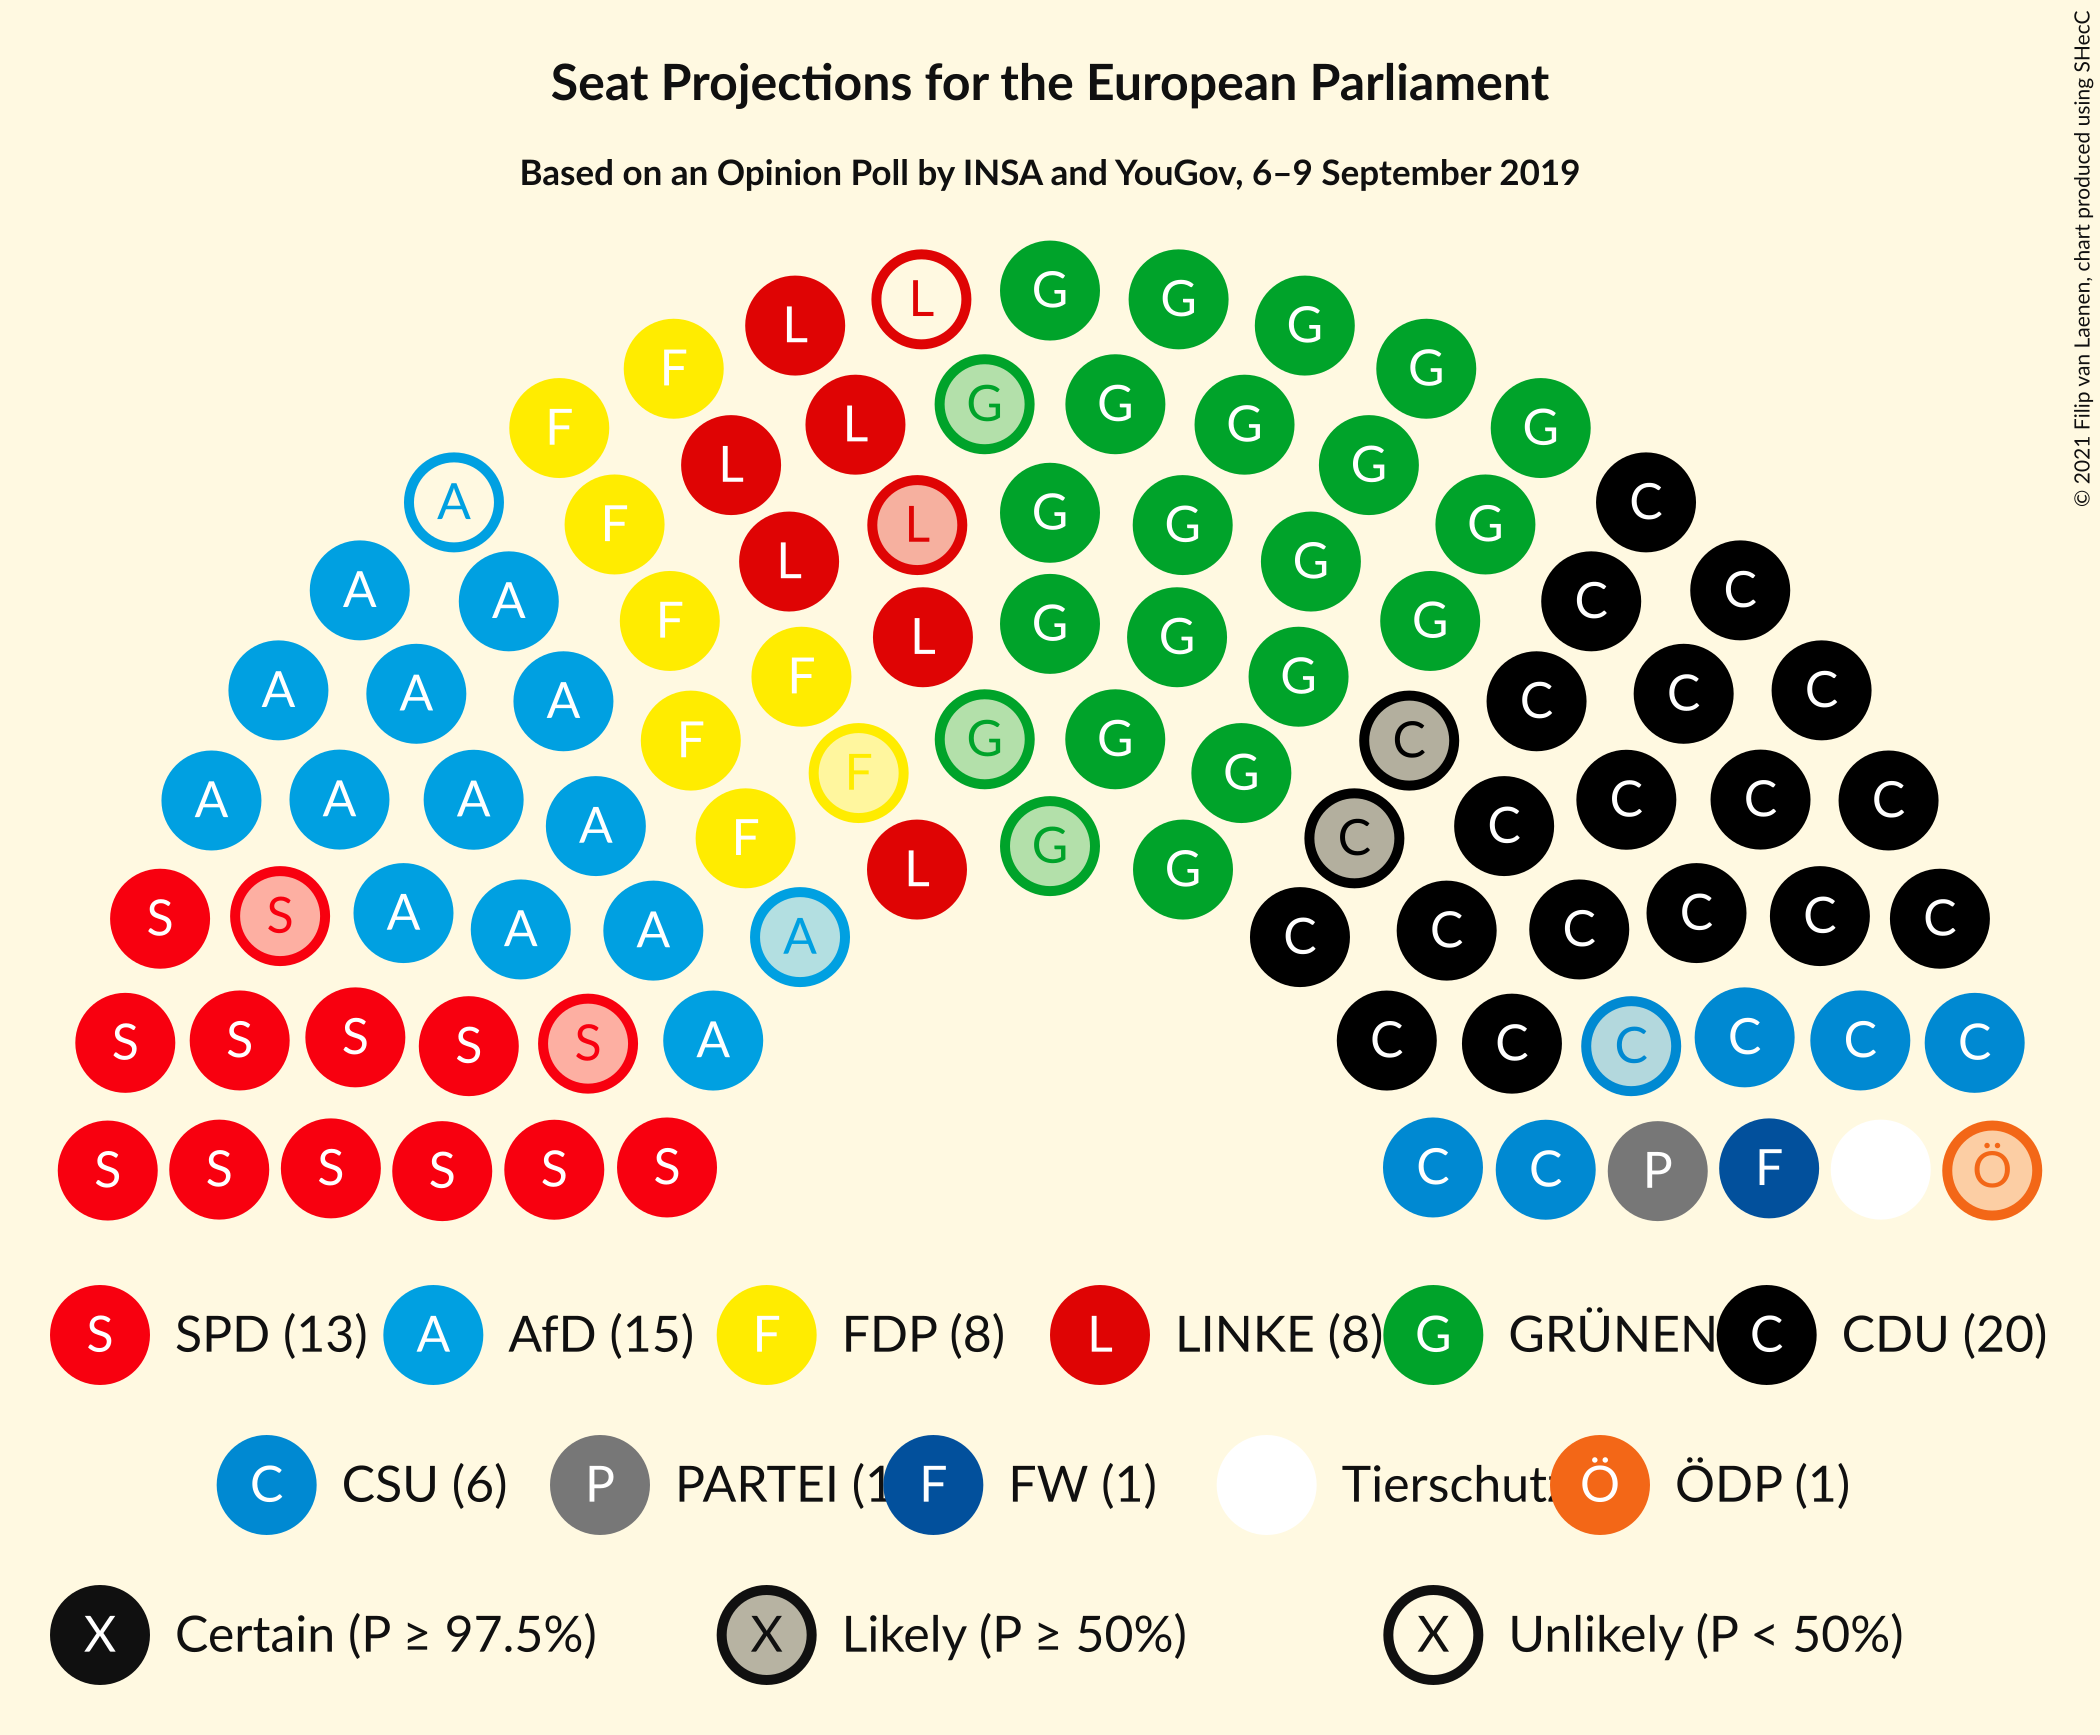 Seat Projections for the European Parliament
Based on an Opinion Poll by INSA and YouGov, 6–9 September 2019
© 2021 Filip van Laenen, chart produced using SHecC
L G G G
L G
F G G G
F L G G
A F L L G G G C
A A F L G G G C C
A A A F F L G G G G C C C C
A A A A F F G G G C C C C C C
S S A A A A F L G G C C C C C C C C
S S S S S A C C C C C C
S S S S S S C C P F Ö
S SPD (13) A AfD (15) F FDP (8) L LINKE (8) G GRÜNEN C CDU (20)
C CSU (6) P PARTEI (1 F FW (1) Tierschutz Ö ÖDP (1)
X Certain (P ≥ 97.5%) X Likely (P ≥ 50%) X Unlikely (P < 50%)